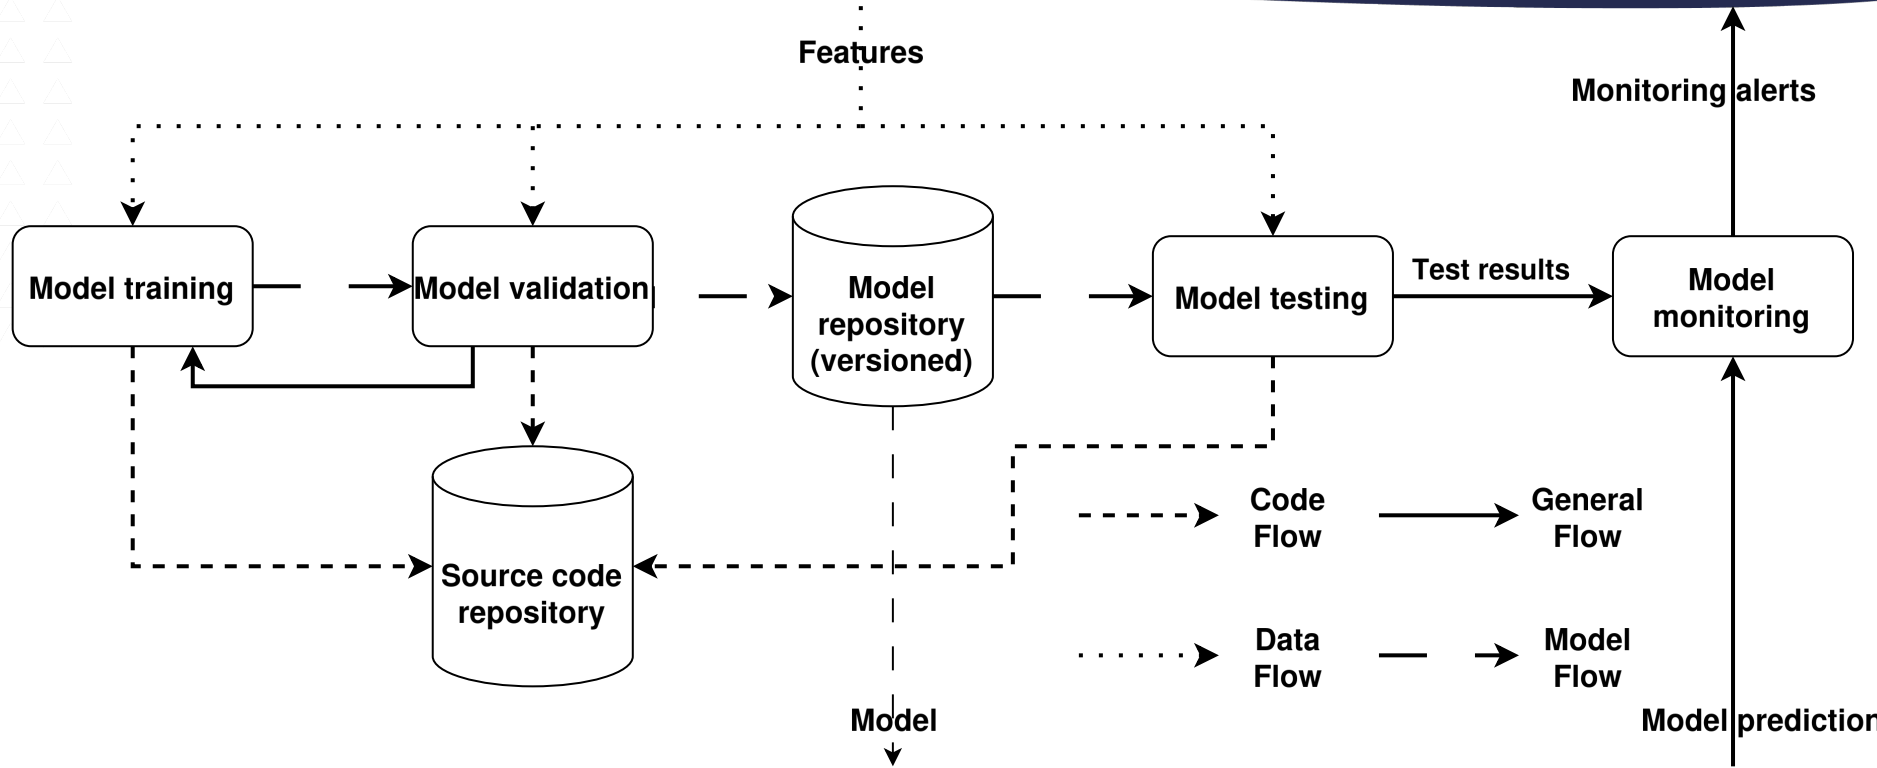 Features
Monitoring alerts
Model training
Model validation
Model
repository
(versioned)
Model testing
Test results
Model
monitoring
Source code
repository
Code
Flow
General
Flow
Data
Flow
Model
Flow
Model
Model prediction